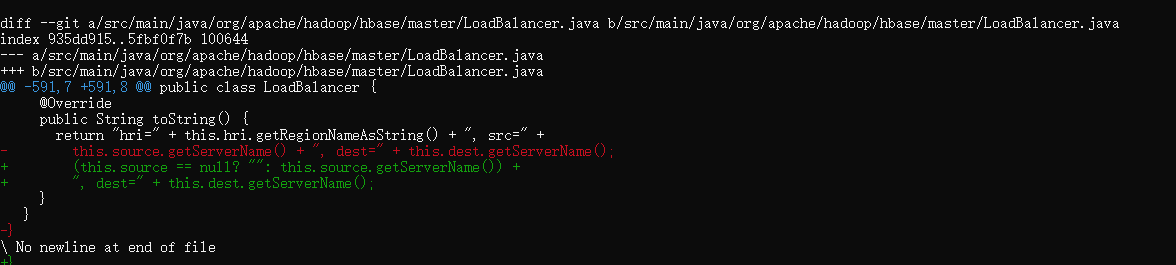 diff --git a/src/main/java/org/apache/hadoop/hbase/master/LoadBalancer.java b/src/main/java/org/apache/hadoop/hbase/master/LoadBalancer.java
index 935dd915..5fbf0f7b 100644
--- a/src/main/java/org/apache/hadoop/hbase/master/LoadBalancer.java
+++ b/src/main/java/org/apache/hadoop/hbase/master/LoadBalancer.java
@@ -591,7 +591,8 @@ public class LoadBalancer {
     @Override
     public String toString() {
       return "hri=" + this.hri.getRegionNameAsString() + ", src=" +
-        this.source.getServerName() + ", dest=" + this.dest.getServerName();
+        (this.source == null? "": this.source.getServerName()) +
+        ", dest=" + this.dest.getServerName();
     }
   }
-}
\ No newline at end of file
+}